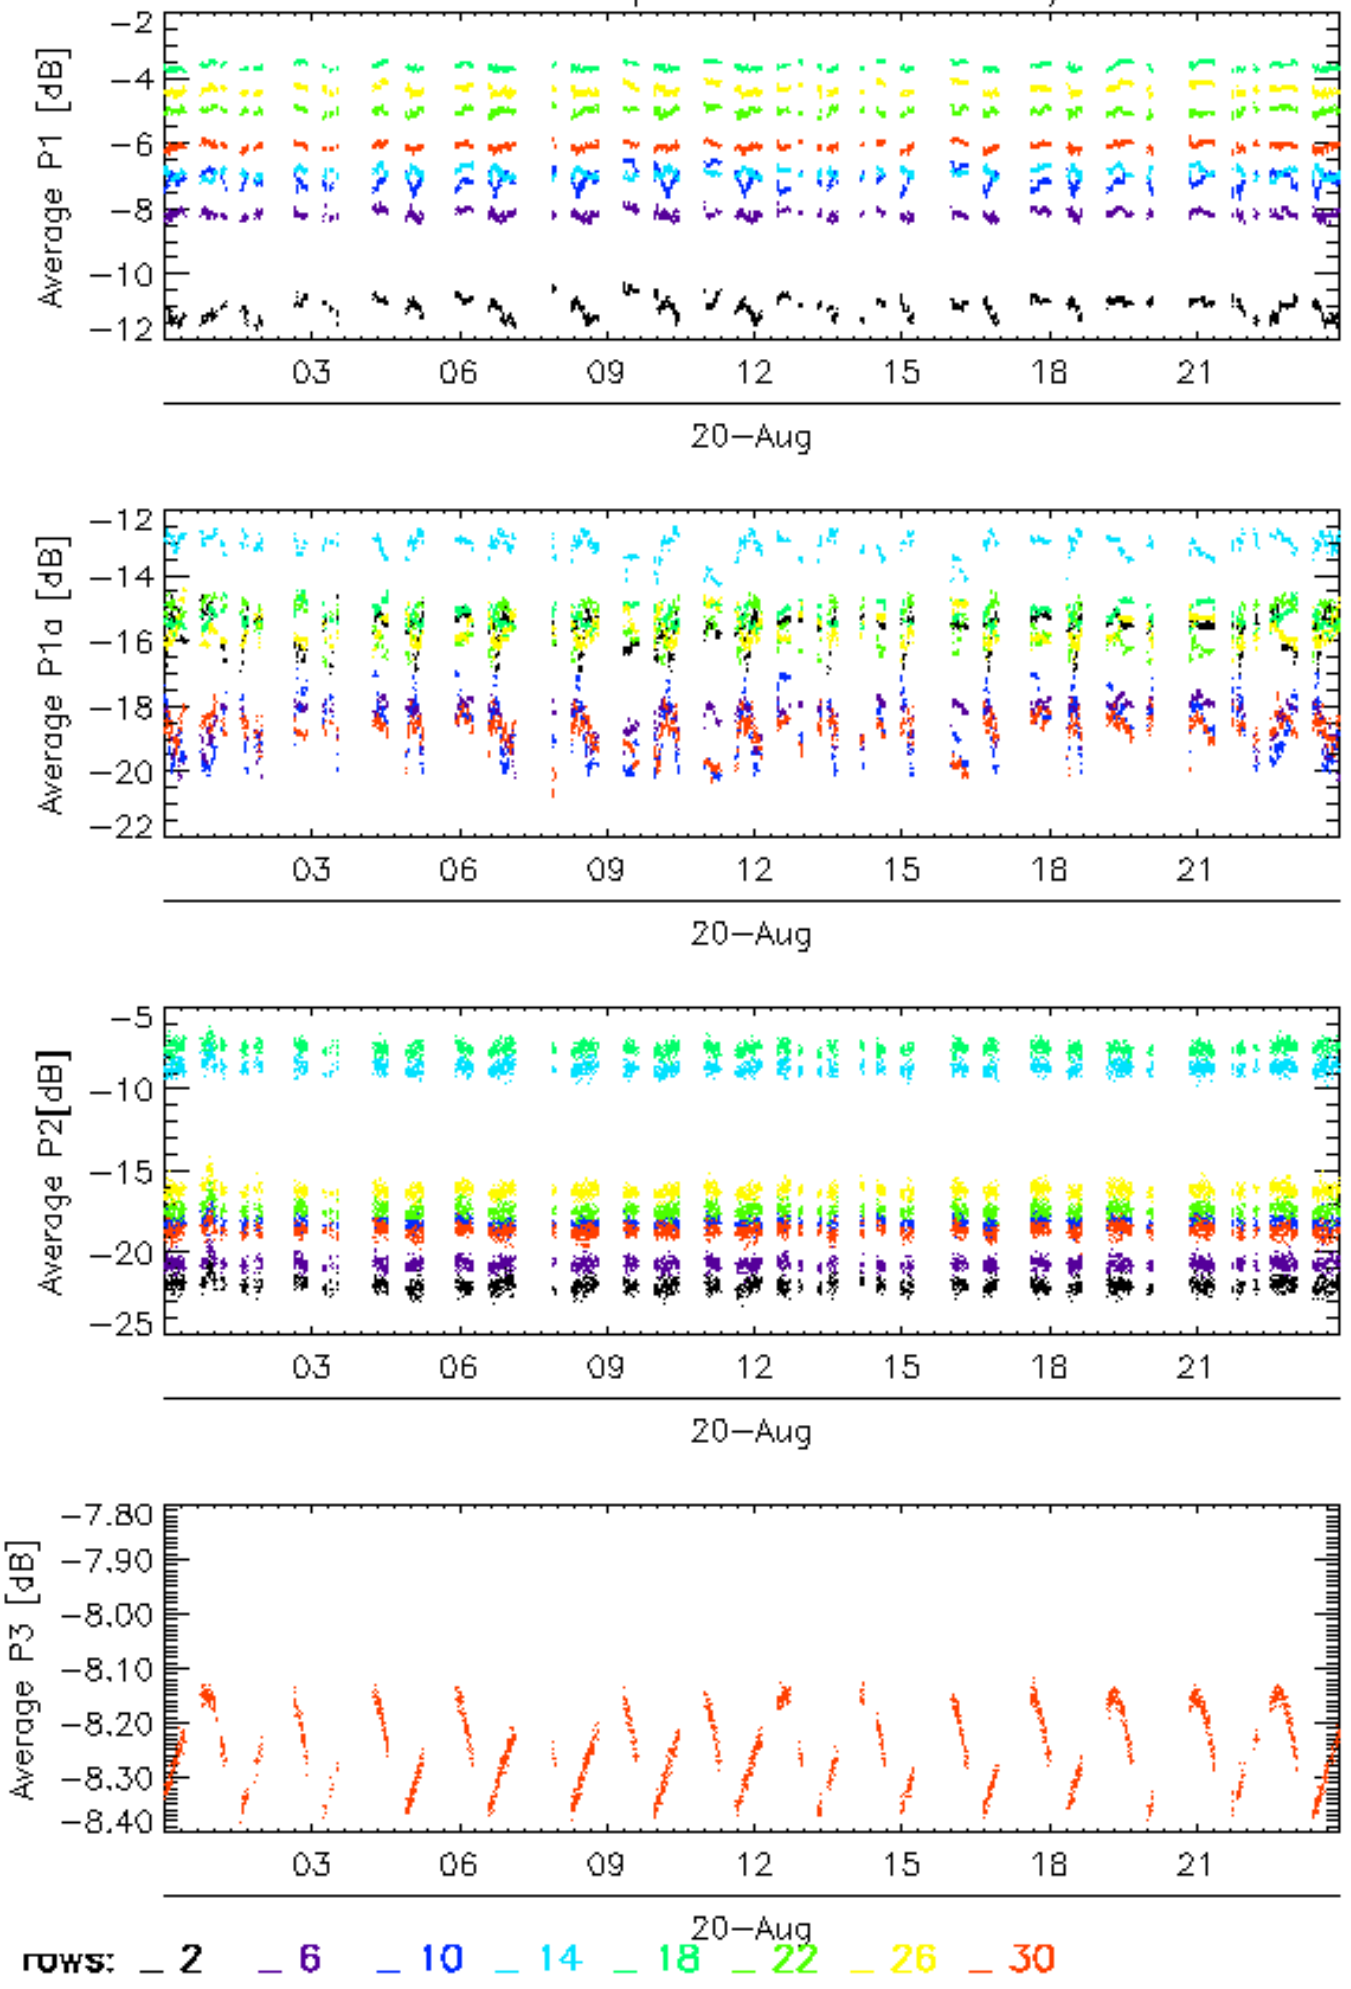 Average P1 [dB]
-2
-4
-6
-8
-10
-12
03 06 09 12 15 18 21
20-Aug
Average P1a [dB]
-12
-14
-16
-18
-20
-22
03 06 09 12 15 18 21
20-Aug
Average P2[dB]
-5
-10
-15
-20
-25
03 06 09 12 15 18 21
20-Aug
Average P3 [dB]
-7.80
-7.90
-8.00
-8.10
-8.20
-8.30
-8.40
03 06 09 12 15 18 21
20-Aug
rows: _ 2 _ 6 _ 10 _ 14 _ 18 _ 22 _ 26 _ 30